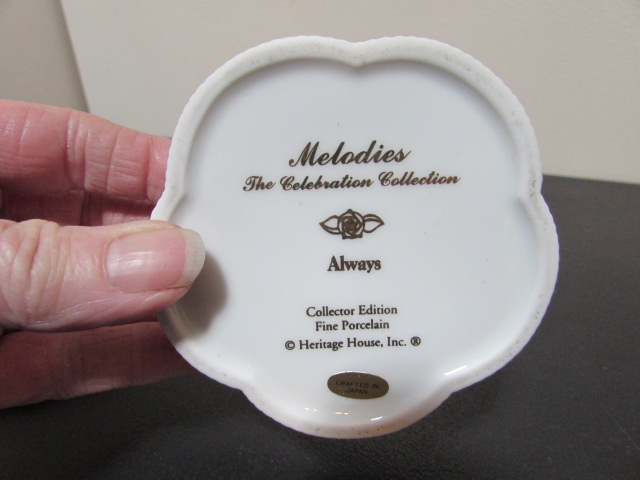 Melodies
The Celebration Collection
Always
Collector Edition
Fine Porcelain
© Heritage House, Inc. ®
CRAFTED IN
JAPAN